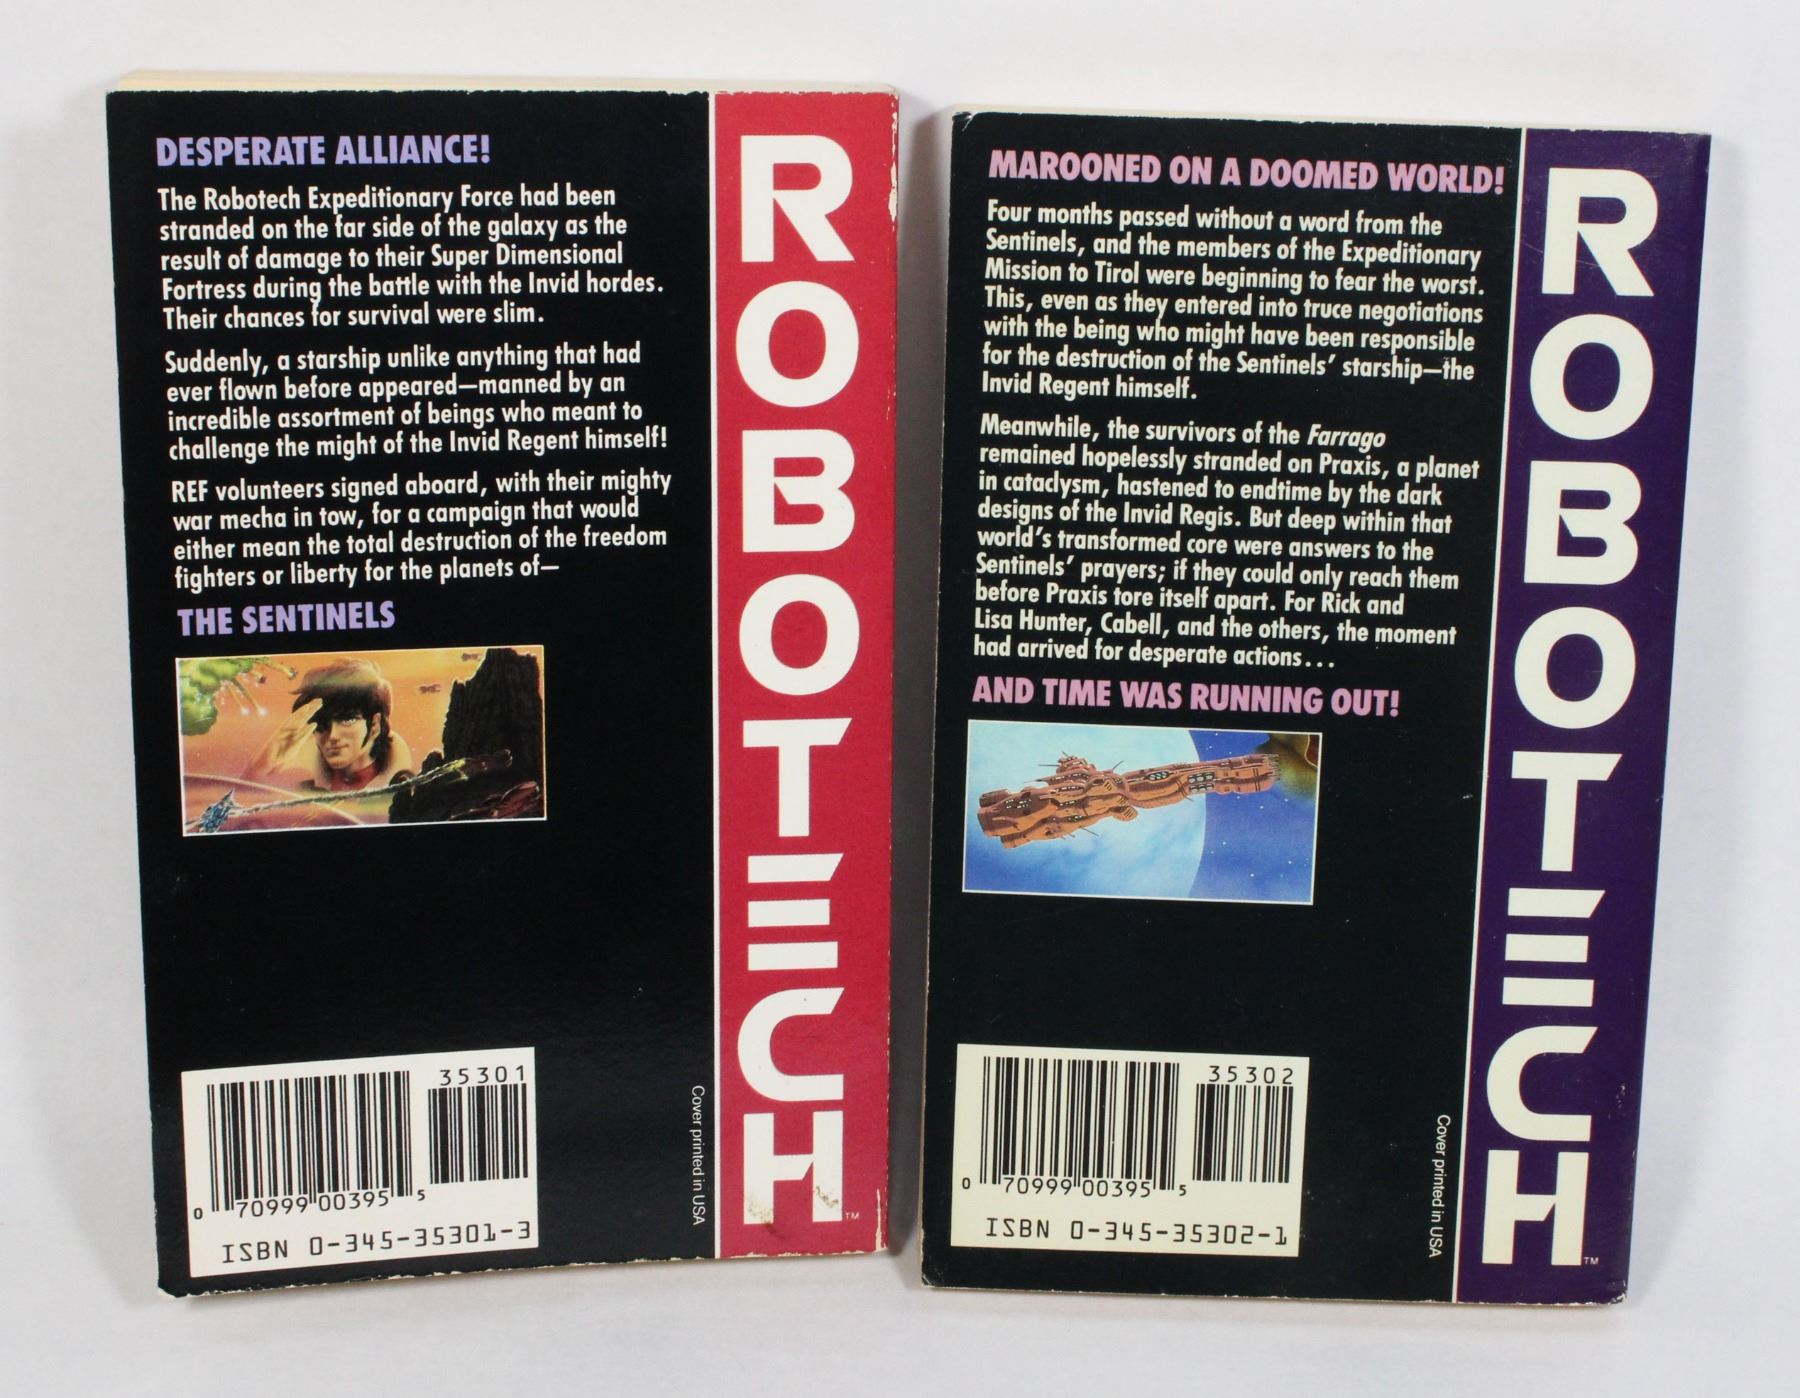 DESPERATE ALLIANCE!
The Robotech Expeditionary Force had been
stranded on the far side of the galaxy as the
result of damage to their Super Dimensional
Fortress during the battle with the Invid hordes.
Their chances for survival were slim.
Suddenly, a starship unlike anything that had
ever flown before appeared—manned by an
incredible assortment of beings who meant to
challenge the might of the Invid Regent himself!
REF volunteers signed aboard, with their mighty
war mecha in tow, for a campaign that would
either mean the total destruction of the freedom
fighters or liberty for the planets of—
THE SENTINELS
35301
0 70999 00395 5
ISBN 0-345-35301-3
Cover printed in USA
ROBOTECH
TM
MAROONED ON A DOOMED WORLD!
Four months passed without a word from the
Sentinels, and the members of the Expeditionary
Mission to Tirol were beginning to fear the worst.
This, even as they entered into truce negotiations
with the being who might have been responsible
for the destruction of the Sentinels' starship—the
Invid Regent himself.
Meanwhile, the survivors of the Farrago
remained hopelessly stranded on Praxis, a planet
in cataclysm, hastened to endtime by the dark
designs of the Invid Regis. But deep within that
world's transformed core were answers to the
Sentinels' prayers; if they could only reach them
before Praxis tore itself apart. For Rick and
Lisa Hunter, Cabell, and the others, the moment
had arrived for desperate actions...
AND TIME WAS RUNNING OUT!
35302
0 70999 00395 5
ISBN 0-345-35302-1
Cover printed in USA
ROBOTECH
TM